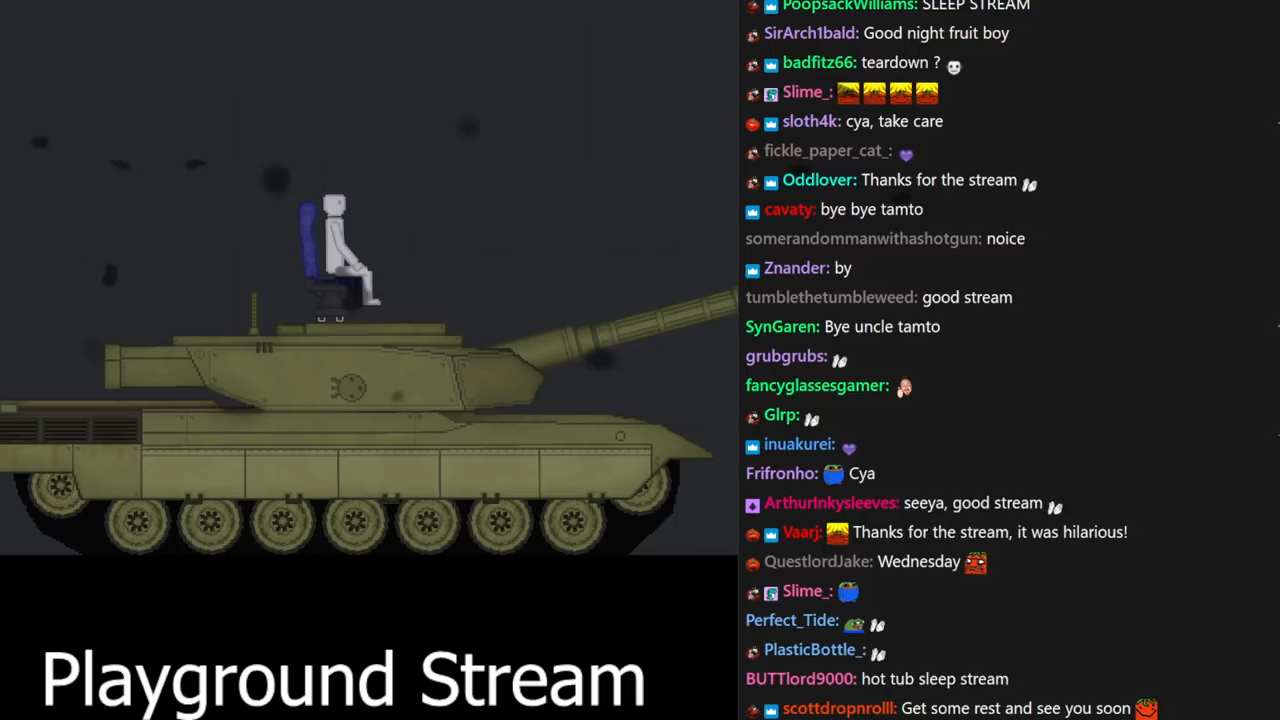 PoopsackWilliams: SLEEP STREAM
SirArch1bald: Good night fruit boy
badfitz66: teardown ?
Slime_:
sloth4k: cya, take care
fickle_paper_cat_:
Oddlover: Thanks for the stream
cavaty: bye bye tamto
somerandommanwithashotgun: noice
Znander: by
tumblethetumbleweed: good stream
SynGaren: Bye uncle tamto
grubgrubs:
fancyglassesgamer:
Glrp:
inuakurei:
Frifronho: Cya
ArthurInkysleeves: seeya, good stream
Vaarj: Thanks for the stream, it was hilarious!
QuestlordJake: Wednesday
Slime_:
Perfect_Tide:
PlasticBottle_:
BUTTlord9000: hot tub sleep stream
scottdropnrolll: Get some rest and see you soon
Playground Stream